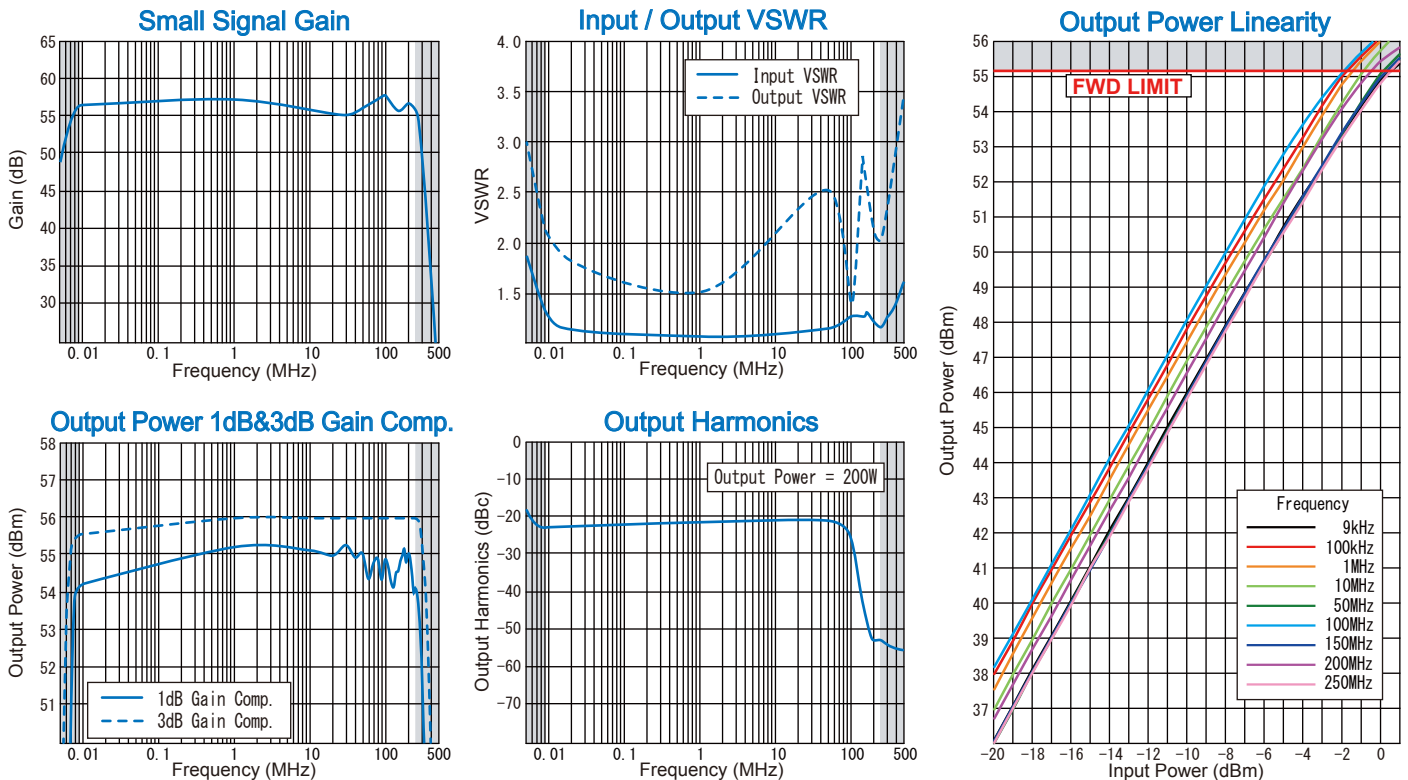 Small Signal Gain
65
60
55
50
45
40
35
30
Gain (dB)
0.01 0.1 1 10 100 500
Frequency (MHz)
Input / Output VSWR
4.0
3.5
3.0
2.5
2.0
1.5
VSWR
Input VSWR
Output VSWR
0.01 0.1 1 10 100 500
Frequency (MHz)
Output Power Linearity
56
55
54
53
52
51
50
49
48
47
46
45
44
43
42
41
40
39
38
37
Output Power (dBm)
FWD LIMIT
Frequency
9kHz
100kHz
1MHz
10MHz
50MHz
100MHz
150MHz
200MHz
250MHz
-20 -18 -16 -14 -12 -10 -8 -6 -4 -2 0
Input Power (dBm)
Output Power 1dB&3dB Gain Comp.
58
57
56
55
54
53
52
51
Output Power (dBm)
1dB Gain Comp.
3dB Gain Comp.
0.01 0.1 1 10 100 500
Frequency (MHz)
Output Harmonics
0
-10
-20
-30
-40
-50
-60
-70
Output Harmonics (dBc)
Output Power = 200W
0.01 0.1 1 10 100 500
Frequency (MHz)